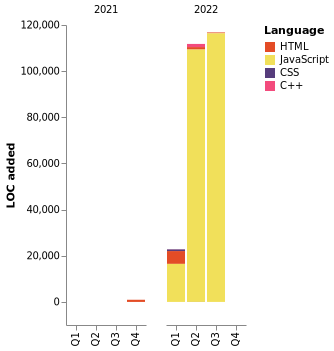 2021 2022
Language
HTML
JavaScript
CSS
C++
LOC added
120,000
100,000
80,000
60,000
40,000
20,000
0
Q1 Q2 Q3 Q4 Q1 Q2 Q3 Q4